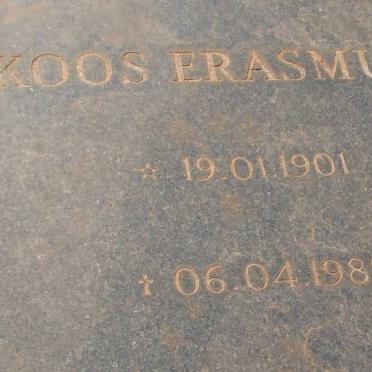 KOOS ERASMU
☆ 19.01.1901
✝ 06.04.198